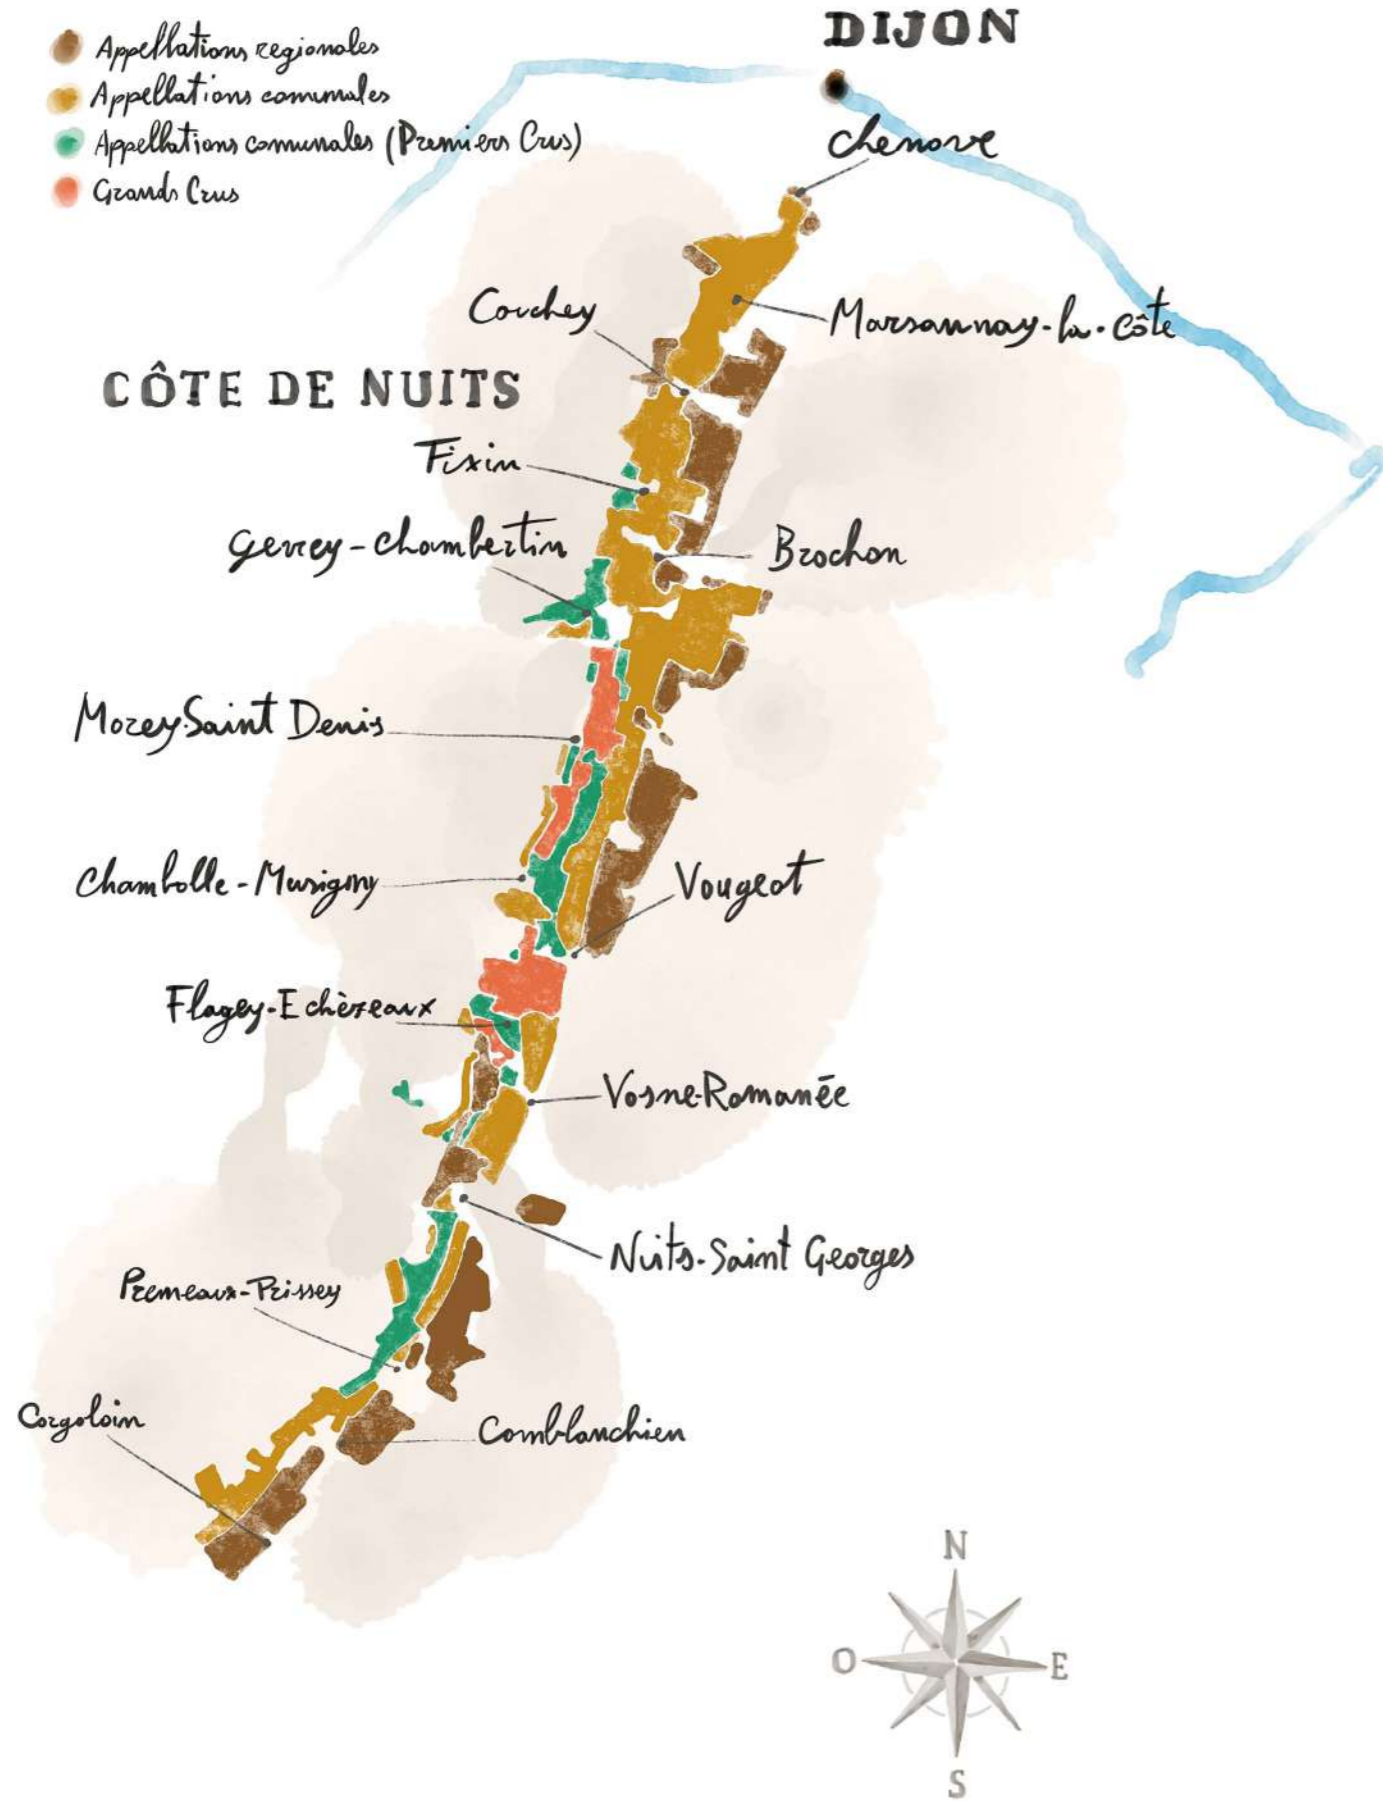 DIJON
Appellations regionales
Appellations communales
Appellations communales (Premiers Crus)
Grands Crus
Chenove
Couchey
Marsannay-la-côte
CÔTE DE NUITS
Fixin
Gevrey-Chambertin
Brochon
Morey-Saint Denis
Chambolle-Musigny
Vougeot
Flagey-Echèzeaux
Vosne-Romanée
Nuits-Saint Georges
Premeaux-Prissey
Corgoloin
Comblanchien
N
O
E
S